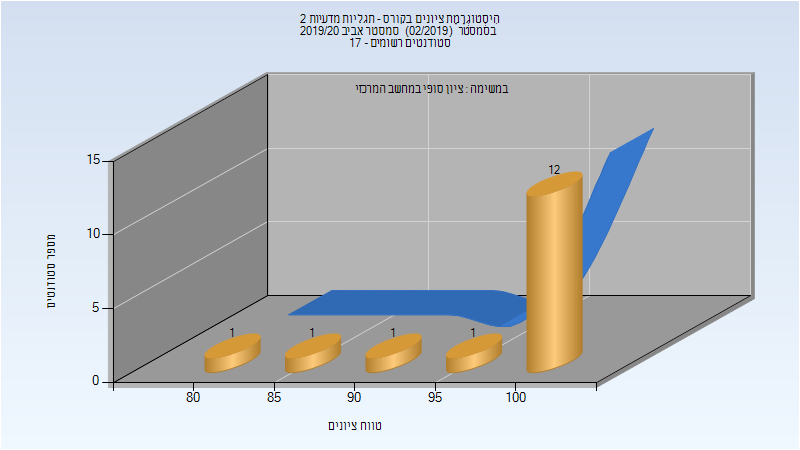 היסטוגרמת ציונים בקורס - תגליות מדעיות 2
בסמסטר (02/2019) סמסטר אביב 2019/20
סטודנטים רשומים - 17
במשימה : ציון סופי במחשב המרכזי
מספר סטודנטים
15
10
5
0
1
1
1
1
12
80
85
90
95
100
טווח ציונים